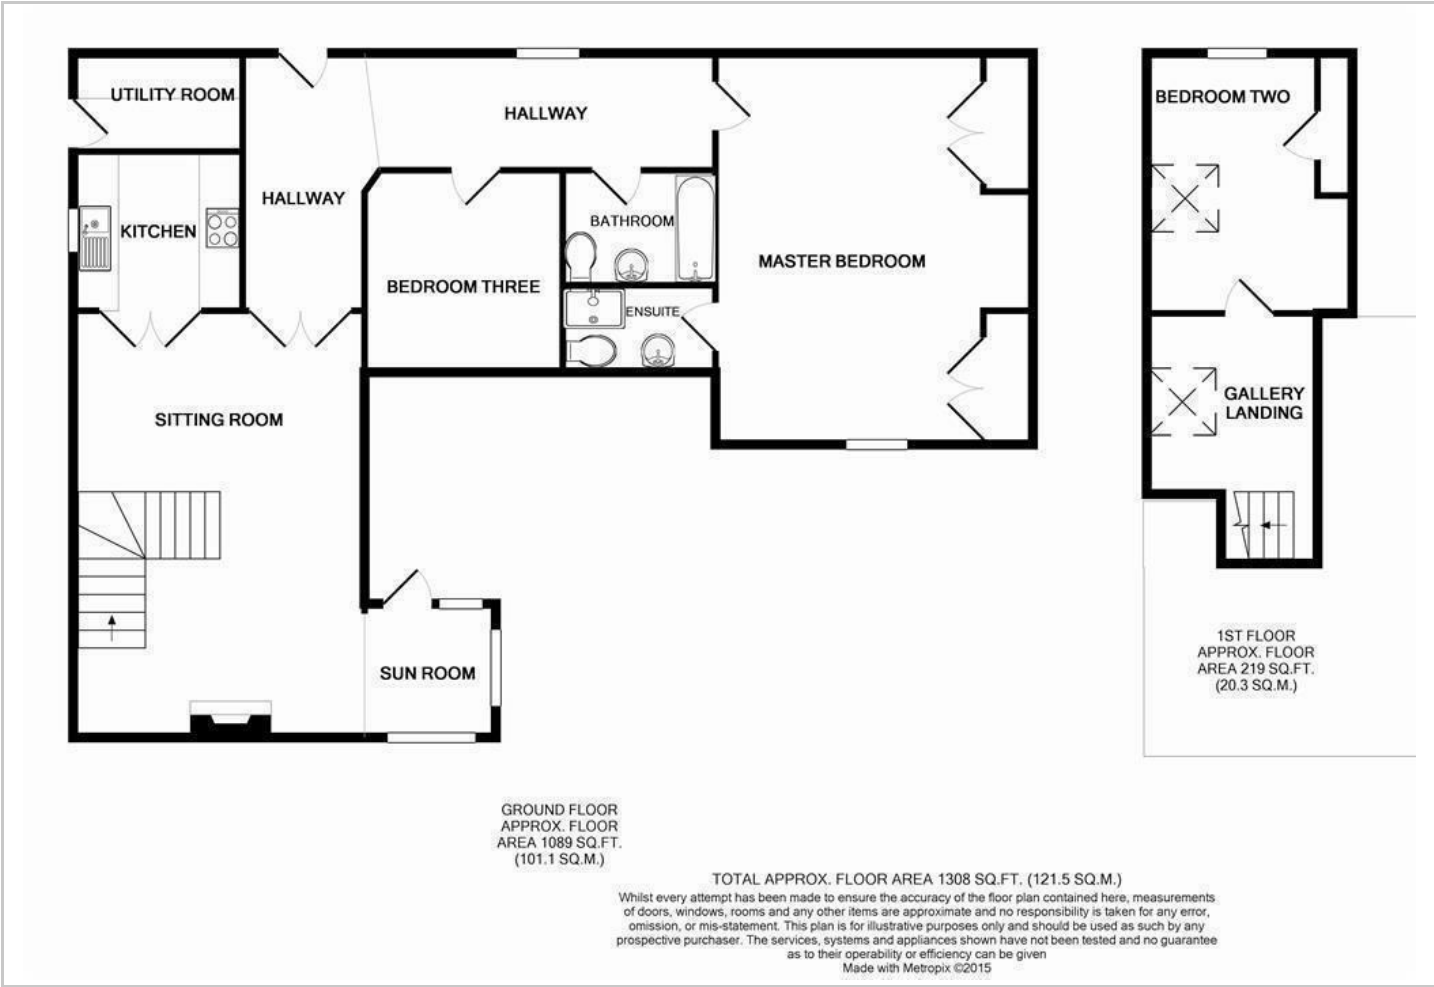 UTILITY ROOM
HALLWAY
BEDROOM TWO
KITCHEN
HALLWAY
BATHROOM
MASTER BEDROOM
BEDROOM THREE
ENSUITE
SITTING ROOM
GALLERY
LANDING
SUN ROOM
1ST FLOOR
APPROX. FLOOR
AREA 219 SQ.FT.
(20.3 SQ.M.)
GROUND FLOOR
APPROX. FLOOR
AREA 1089 SQ.FT.
(101.1 SQ.M.)
TOTAL APPROX. FLOOR AREA 1308 SQ.FT. (121.5 SQ.M.)
Whilst every attempt has been made to ensure the accuracy of the floor plan contained here, measurements
of doors, windows, rooms and any other items are approximate and no responsibility is taken for any error,
omission, or mis-statement. This plan is for illustrative purposes only and should be used as such by any
prospective purchaser. The services, systems and appliances shown have not been tested and no guarantee
as to their operability or efficiency can be given
Made with Metropix ©2015